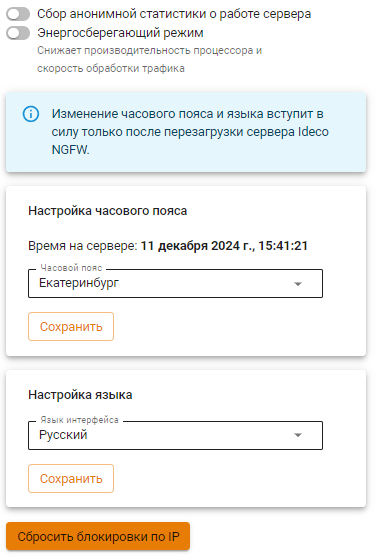 Сбор анонимной статистики о работе сервера
Энергосберегающий режим
Снижает производительность процессора и
скорость обработки трафика
Изменение часового пояса и языка вступит в
силу только после перезагрузки сервера Ideco
NGFW.
Настройка часового пояса
Время на сервере: 11 декабря 2024 г., 15:41:21
Часовой пояс
Екатеринбург
Сохранить
Настройка языка
Язык интерфейса
Русский
Сохранить
Сбросить блокировки по IP